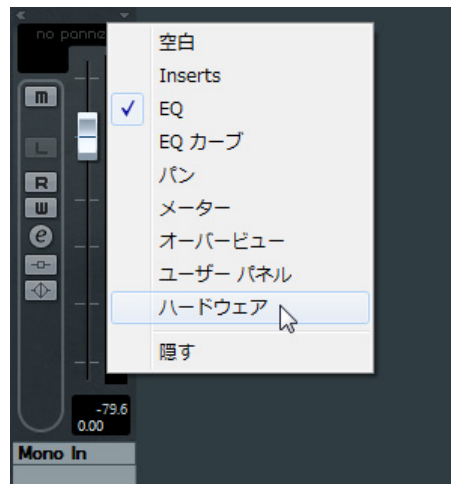 no panne
空白
Inserts
EQ
EQ カーブ
パン
メーター
オーバービュー
ユーザー パネル
ハードウェア
隠す
m
L
R
W
e
-79.6
0.00
Mono In